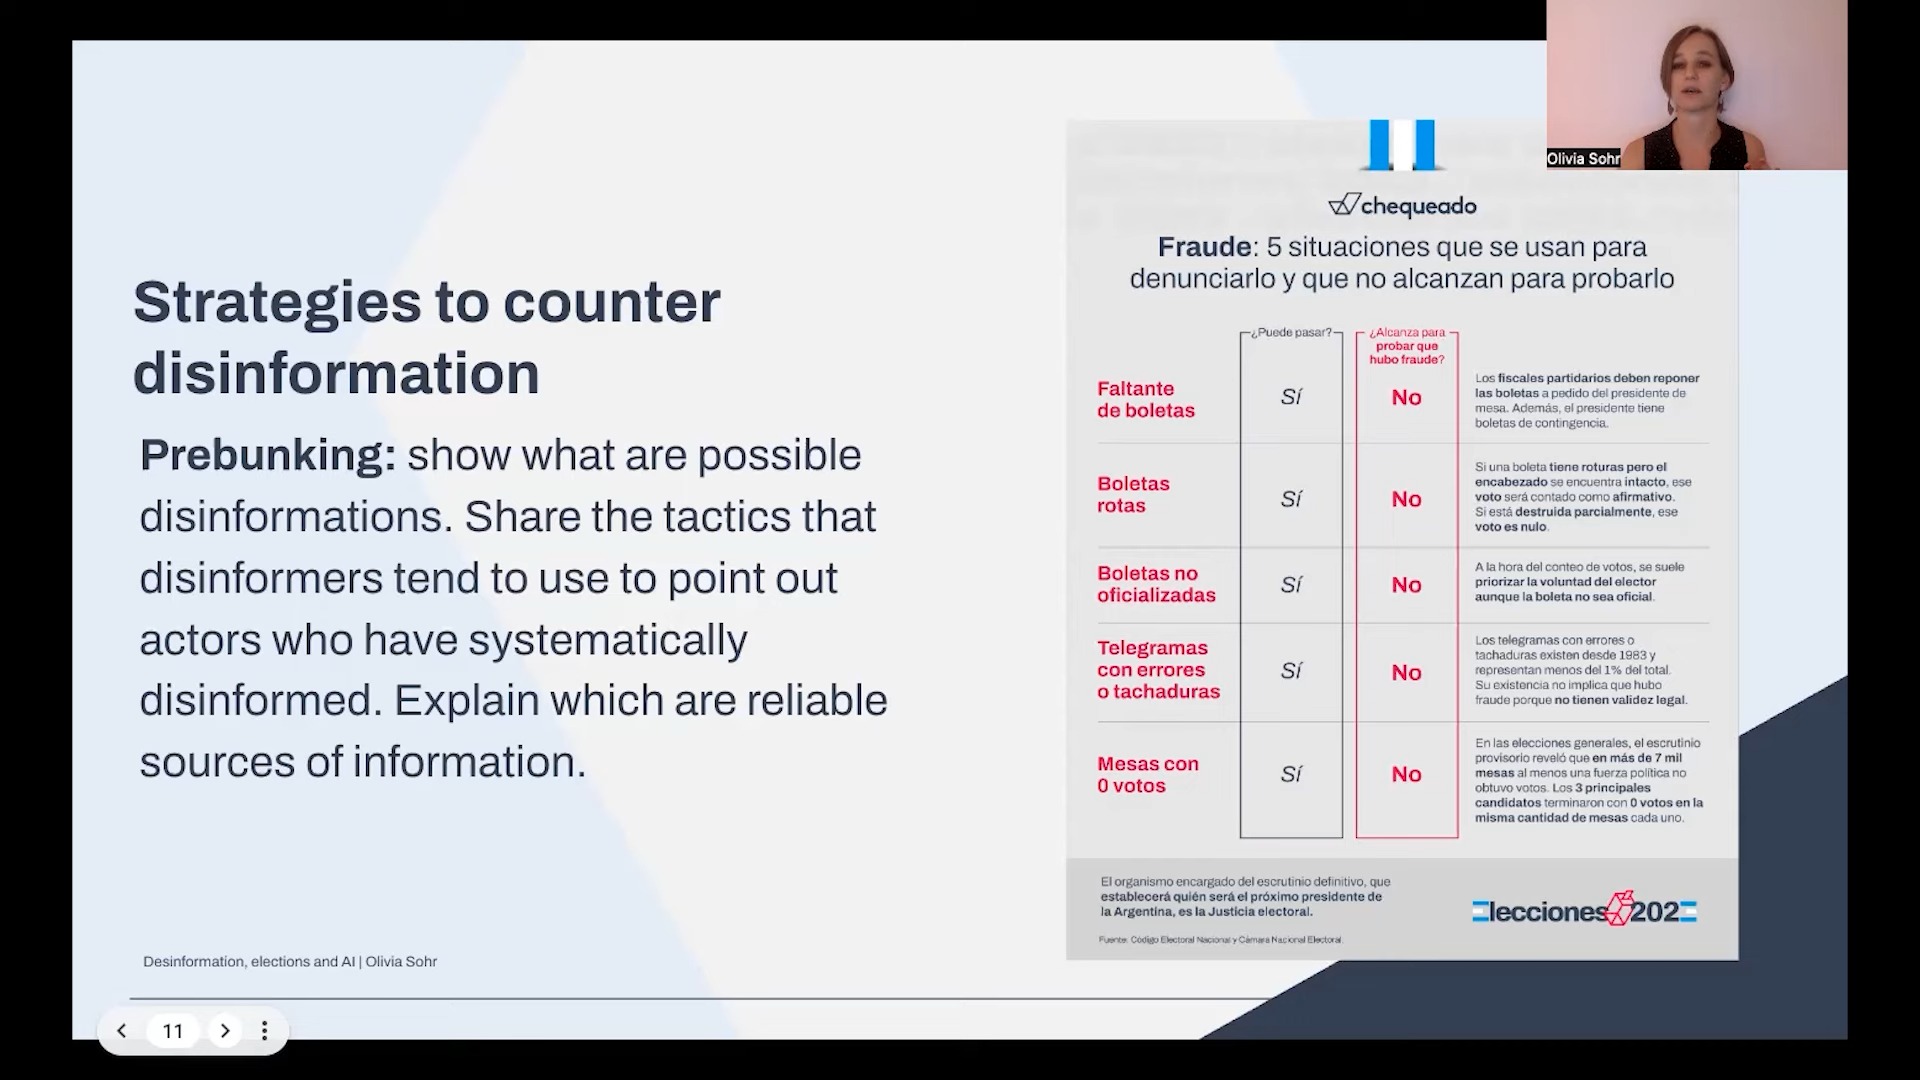 Olivia Sohr
Strategies to counter
disinformation
Prebunking: show what are possible
disinformations. Share the tactics that
disinformers tend to use to point out
actors who have systematically
disinformed. Explain which are reliable
sources of information.
chequeado
Fraude: 5 situaciones que se usan para
denunciarlo y que no alcanzan para probarlo
¿Puede pasar?
¿Alcanza para
probar que
hubo fraude?
Faltante
de boletas
Sí
No
Los fiscales partidarios deben reponer
las boletas a pedido del presidente de
mesa. Además, el presidente tiene
boletas de contingencia.
Boletas
rotas
Sí
No
Si una boleta tiene roturas pero el
encabezado se encuentra intacto, ese
voto será contado como afirmativo.
Si está destruida parcialmente, ese
voto es nulo.
Boletas no
oficializadas
Sí
No
A la hora del conteo de votos, se suele
priorizar la voluntad del elector
aunque la boleta no sea oficial.
Telegramas
con errores
o tachaduras
Sí
No
Los telegramas con errores o
tachaduras existen desde 1983 y
representan menos del 1% del total.
Su existencia no implica que hubo
fraude porque no tienen validez legal.
Mesas con
0 votos
Sí
No
En las elecciones generales, el escrutinio
provisorio reveló que en más de 7 mil
mesas al menos una fuerza política no
obtuvo votos. Los 3 principales
candidatos terminaron con 0 votos en la
misma cantidad de mesas cada uno.
El organismo encargado del escrutinio definitivo, que
establecerá quién será el próximo presidente de
la Argentina, es la Justicia electoral.
Fuente: Código Electoral Nacional y Cámara Nacional Electoral.
Elecciones 2023
Desinformation, elections and AI | Olivia Sohr
11